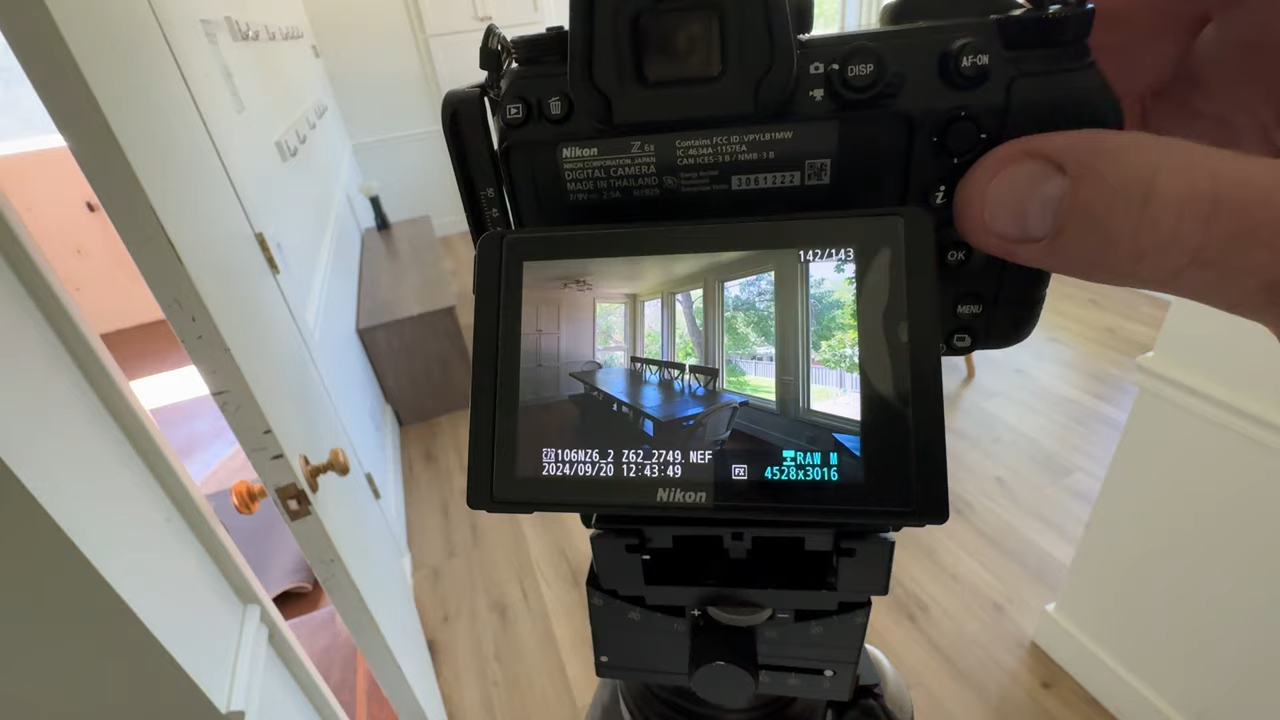 DISP
AF-ON
Nikon Z 6II
NIKON CORPORATION JAPAN
DIGITAL CAMERA
MADE IN THAILAND
Contains FCC ID:VPYLB1MW
IC:4634A-1157EA
CAN ICES-3 B / NMB-3 B
3061222
i
OK
MENU
142/143
106NZ6_2 Z62_2749.NEF
2024/09/20 12:43:49
FX
RAW M
4528x3016
Nikon